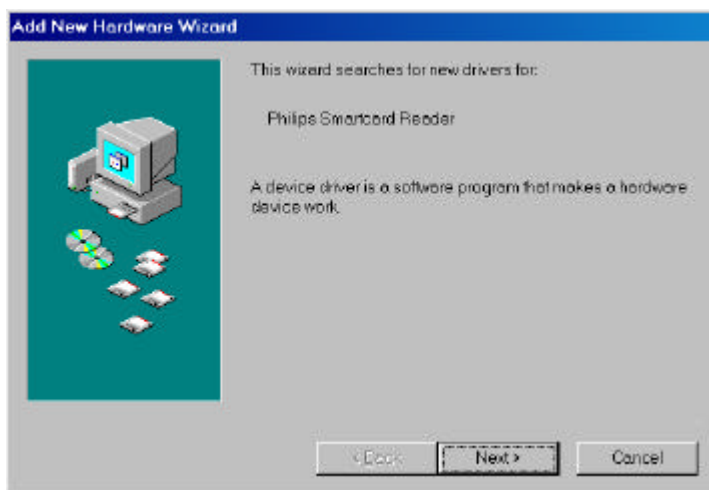 Add New Hardware Wizard
This wizard searches for new drivers for:
Philips Smartcard Reader
A device driver is a software program that makes a hardware
device work.
< Back
Next >
Cancel